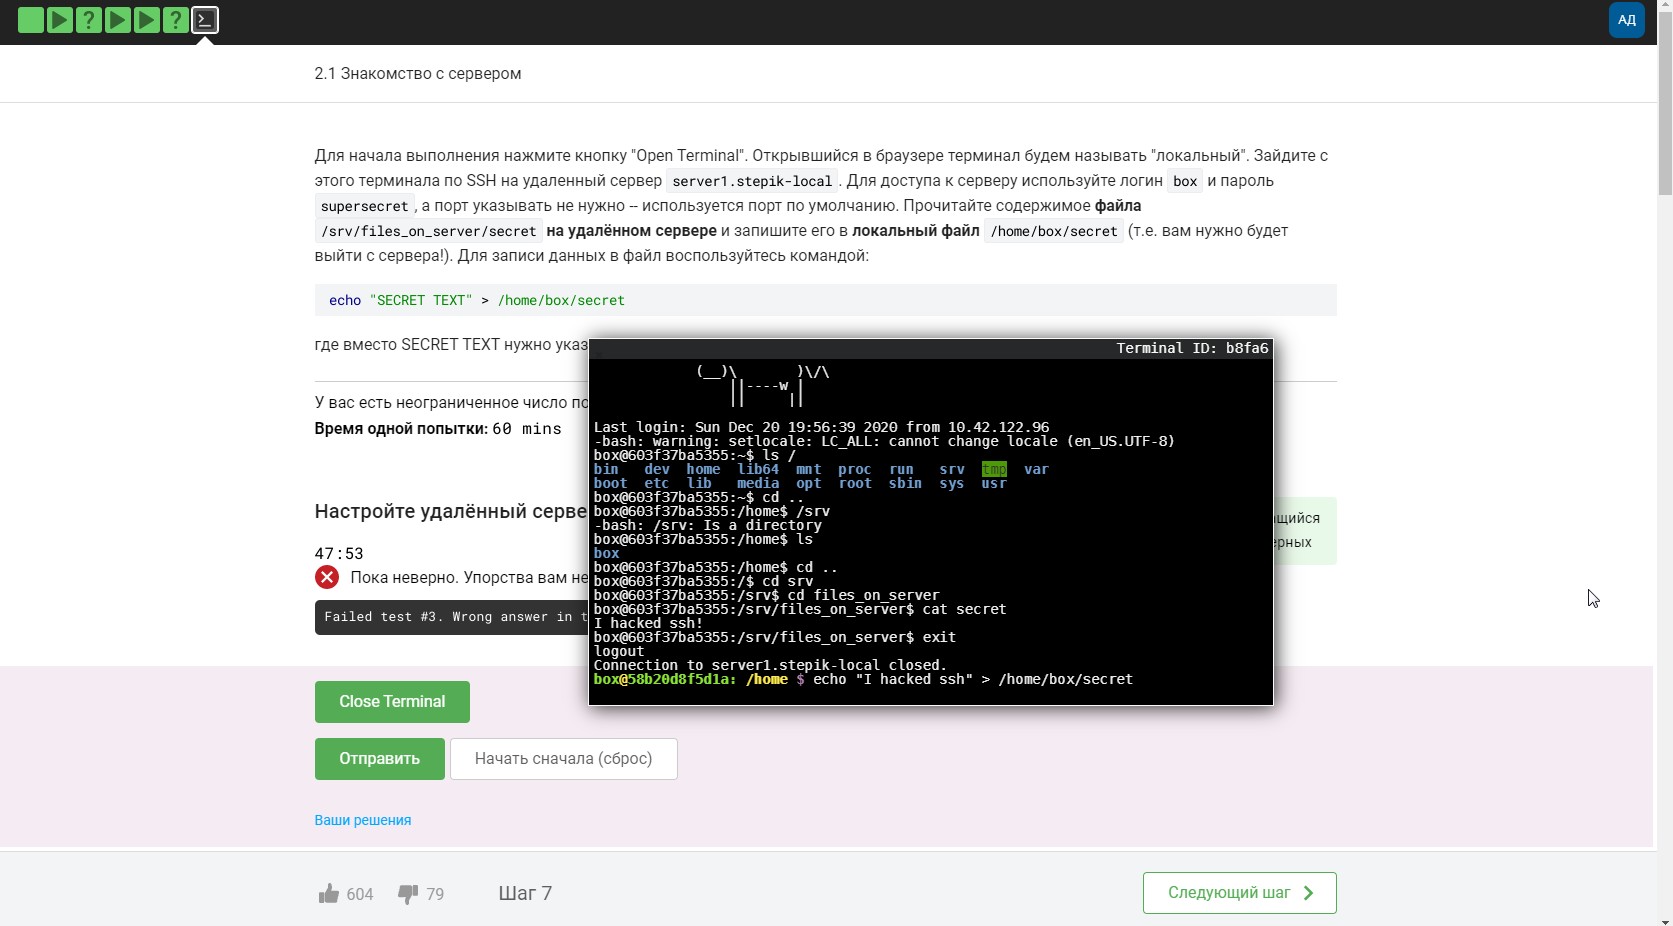 АД
2.1 Знакомство с сервером
Для начала выполнения нажмите кнопку "Open Terminal". Открывшийся в браузере терминал будем называть "локальный". Зайдите с
этого терминала по SSH на удаленный сервер server1.stepik-local . Для доступа к серверу используйте логин box и пароль
supersecret , а порт указывать не нужно -- используется порт по умолчанию. Прочитайте содержимое файла
/srv/files_on_server/secret на удалённом сервере и запишите его в локальный файл /home/box/secret (т.е. вам нужно будет
выйти с сервера!). Для записи данных в файл воспользуйтесь командой:
echo "SECRET TEXT" > /home/box/secret
где вместо SECRET TEXT нужно указ
У вас есть неограниченное число по
Время одной попытки: 60 mins
Настройте удалённый серве
щийся
ерных
47:53
Пока неверно. Упорства вам не
Failed test #3. Wrong answer in t
Terminal ID: b8fa6
(__)\       )\/\
||----w |
||     ||
Last login: Sun Dec 20 19:56:39 2020 from 10.42.122.96
-bash: warning: setlocale: LC_ALL: cannot change locale (en_US.UTF-8)
box@603f37ba5355:~$ ls /
bin   dev  home  lib64  mnt  proc  run   srv  tmp  var
boot  etc  lib   media  opt  root  sbin  sys  usr
box@603f37ba5355:~$ cd ..
box@603f37ba5355:/home$ /srv
-bash: /srv: Is a directory
box@603f37ba5355:/home$ ls
box
box@603f37ba5355:/home$ cd ..
box@603f37ba5355:/$ cd srv
box@603f37ba5355:/srv$ cd files_on_server
box@603f37ba5355:/srv/files_on_server$ cat secret
I hacked ssh!
box@603f37ba5355:/srv/files_on_server$ exit
logout
Connection to server1.stepik-local closed.
box@58b20d8f5d1a: /home $ echo "I hacked ssh" > /home/box/secret
Close Terminal
Отправить
Начать сначала (сброс)
Ваши решения
604
79
Шаг 7
Следующий шаг